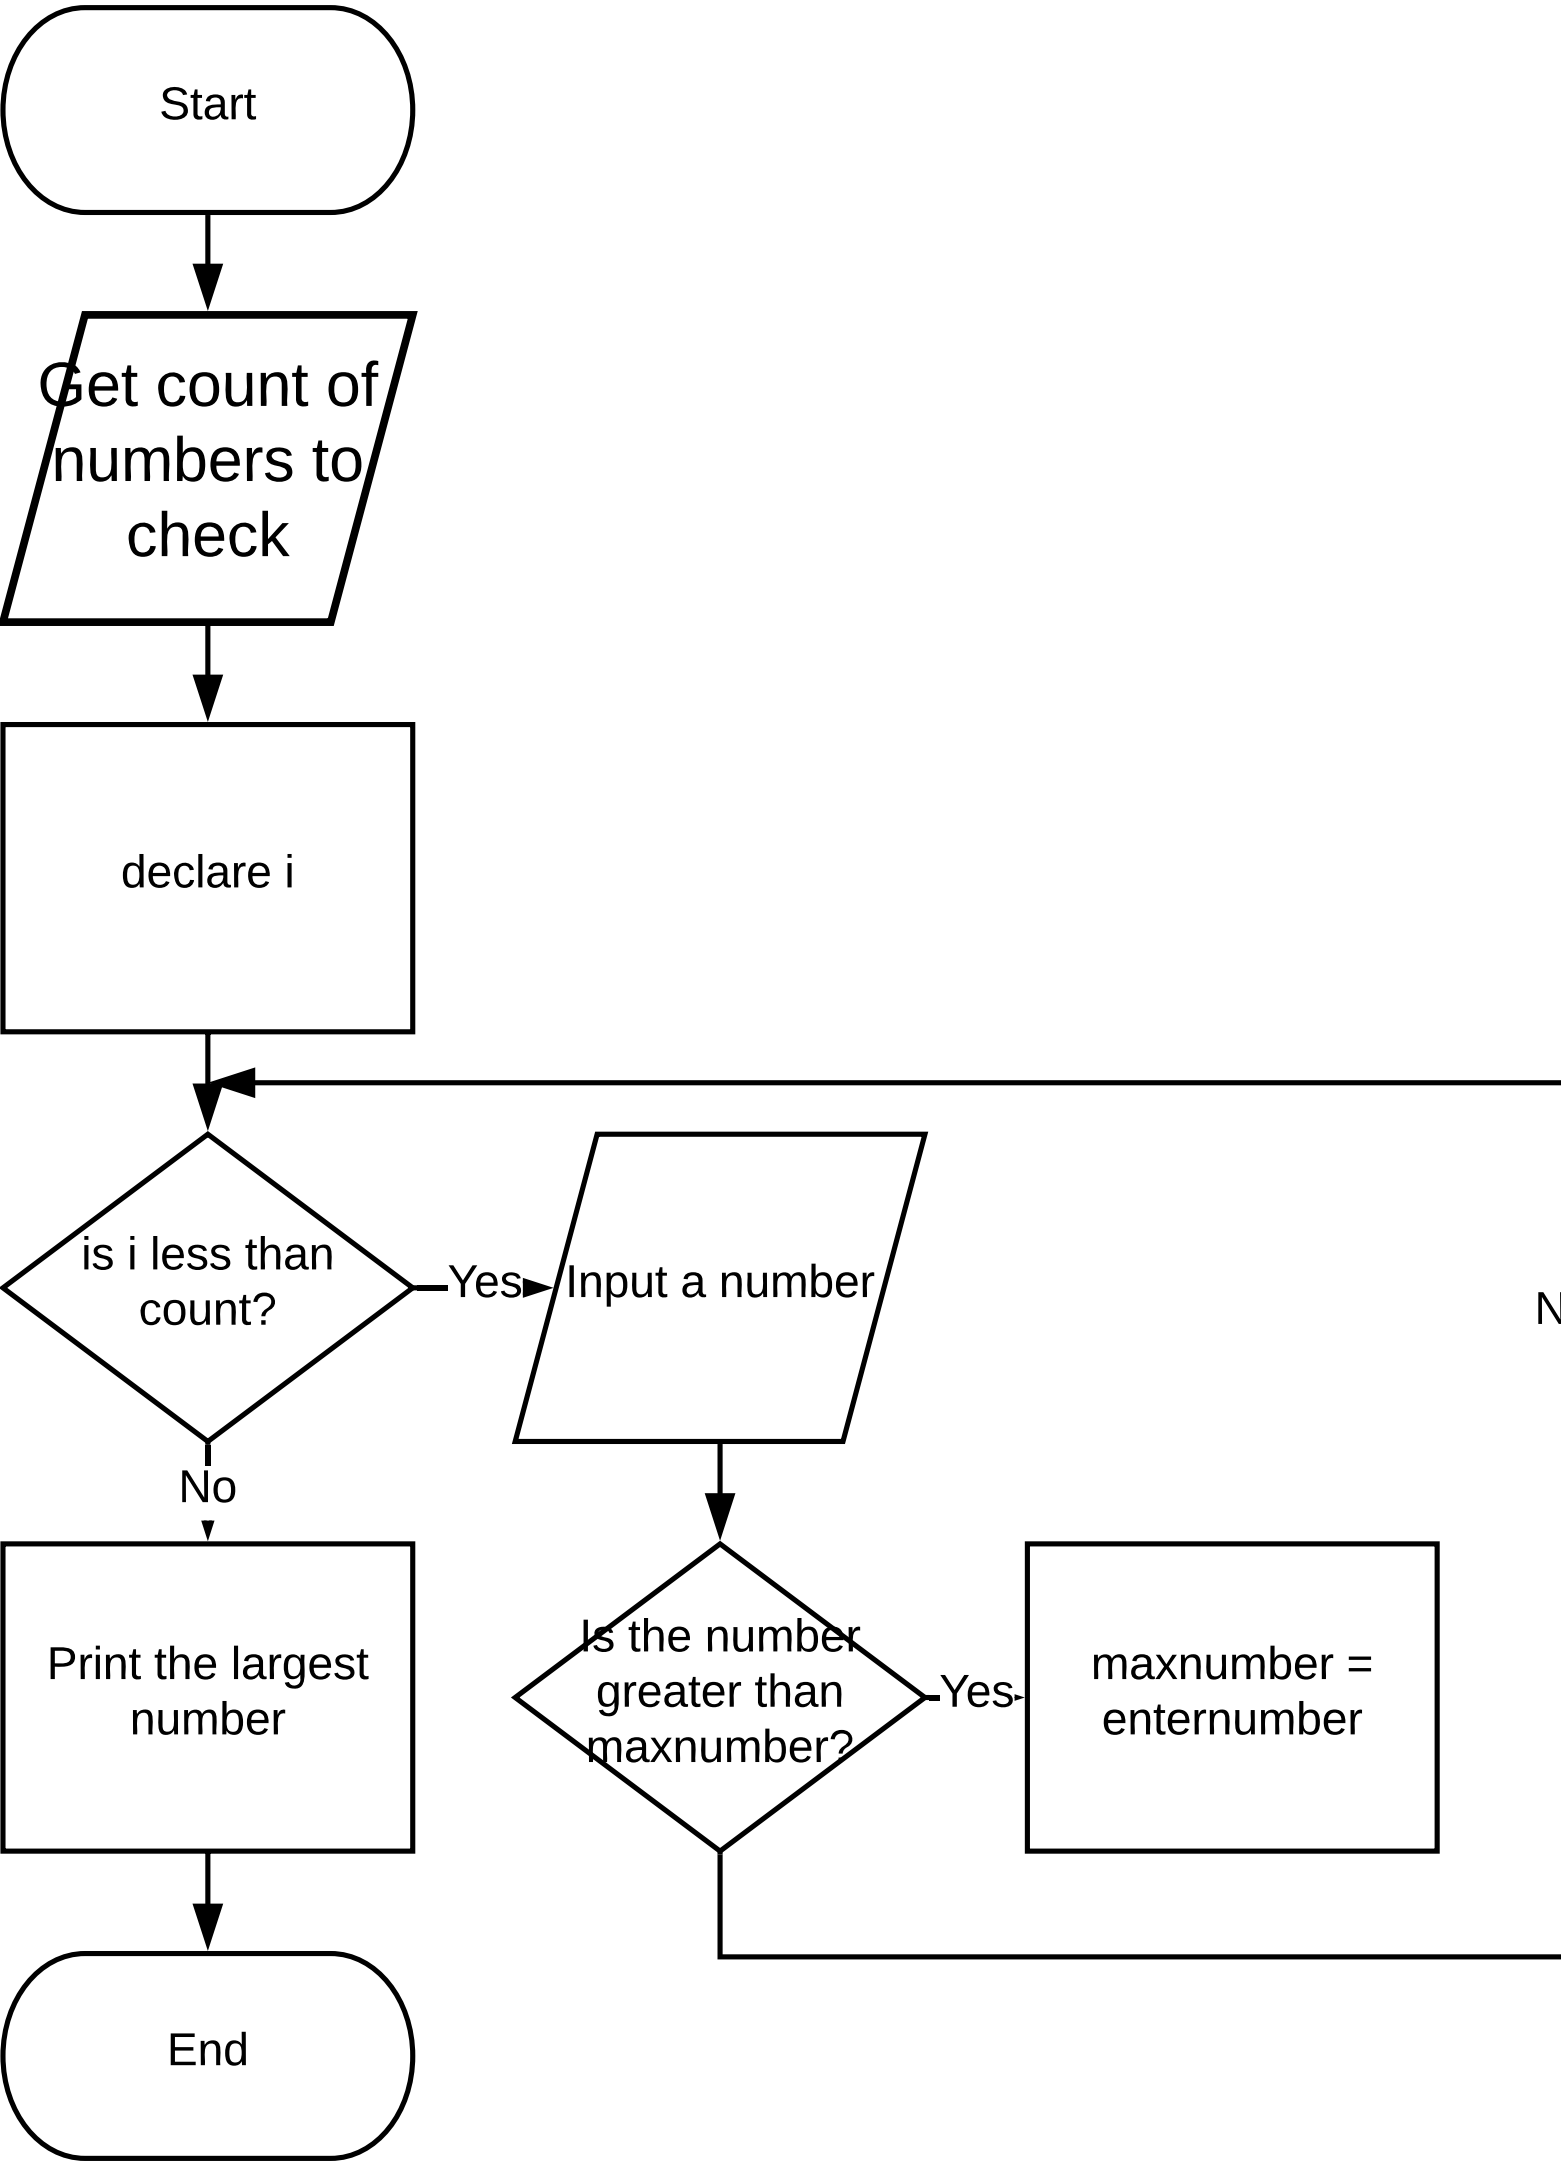 Start
Get count of
numbers to
check
declare i
is i less than
count?
Yes
Input a number
No
Print the largest
number
Is the number
greater than
maxnumber?
Yes
maxnumber =
enternumber
End